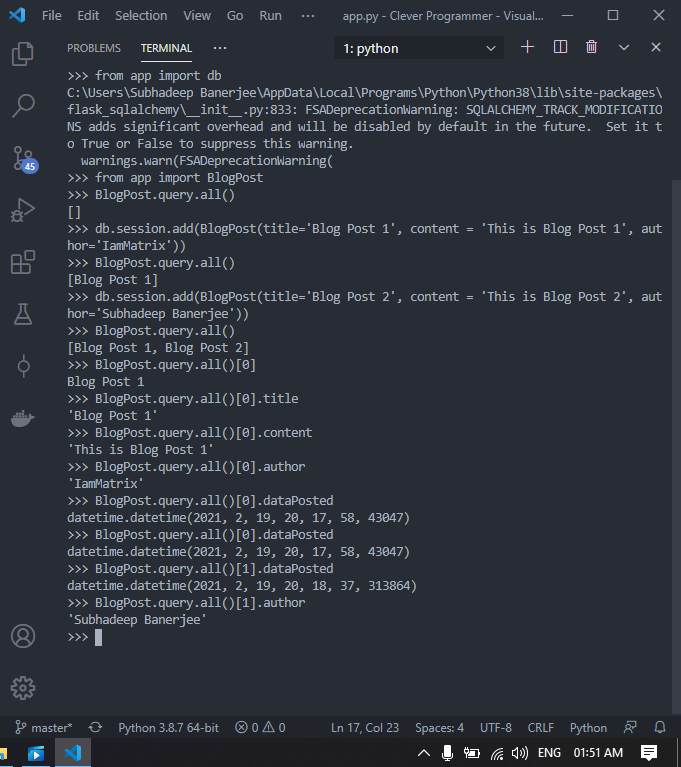 File Edit Selection View Go Run ··· app.py - Clever Programmer - Visual...
PROBLEMS TERMINAL ··· 1: python
>>> from app import db
C:\Users\Subhadeep Banerjee\AppData\Local\Programs\Python\Python38\lib\site-packages\
flask_sqlalchemy\__init__.py:833: FSADeprecationWarning: SQLALCHEMY_TRACK_MODIFICATIO
NS adds significant overhead and will be disabled by default in the future.  Set it t
o True or False to suppress this warning.
  warnings.warn(FSADeprecationWarning(
>>> from app import BlogPost
>>> BlogPost.query.all()
[]
>>> db.session.add(BlogPost(title='Blog Post 1', content = 'This is Blog Post 1', aut
hor='IamMatrix'))
>>> BlogPost.query.all()
[Blog Post 1]
>>> db.session.add(BlogPost(title='Blog Post 2', content = 'This is Blog Post 2', aut
hor='Subhadeep Banerjee'))
>>> BlogPost.query.all()
[Blog Post 1, Blog Post 2]
>>> BlogPost.query.all()[0]
Blog Post 1
>>> BlogPost.query.all()[0].title
'Blog Post 1'
>>> BlogPost.query.all()[0].content
'This is Blog Post 1'
>>> BlogPost.query.all()[0].author
'IamMatrix'
>>> BlogPost.query.all()[0].dataPosted
datetime.datetime(2021, 2, 19, 20, 17, 58, 43047)
>>> BlogPost.query.all()[0].dataPosted
datetime.datetime(2021, 2, 19, 20, 17, 58, 43047)
>>> BlogPost.query.all()[1].dataPosted
datetime.datetime(2021, 2, 19, 20, 18, 37, 313864)
>>> BlogPost.query.all()[1].author
'Subhadeep Banerjee'
>>>
45
master* Python 3.8.7 64-bit 0 0 Ln 17, Col 23 Spaces: 4 UTF-8 CRLF Python
ENG 01:51 AM